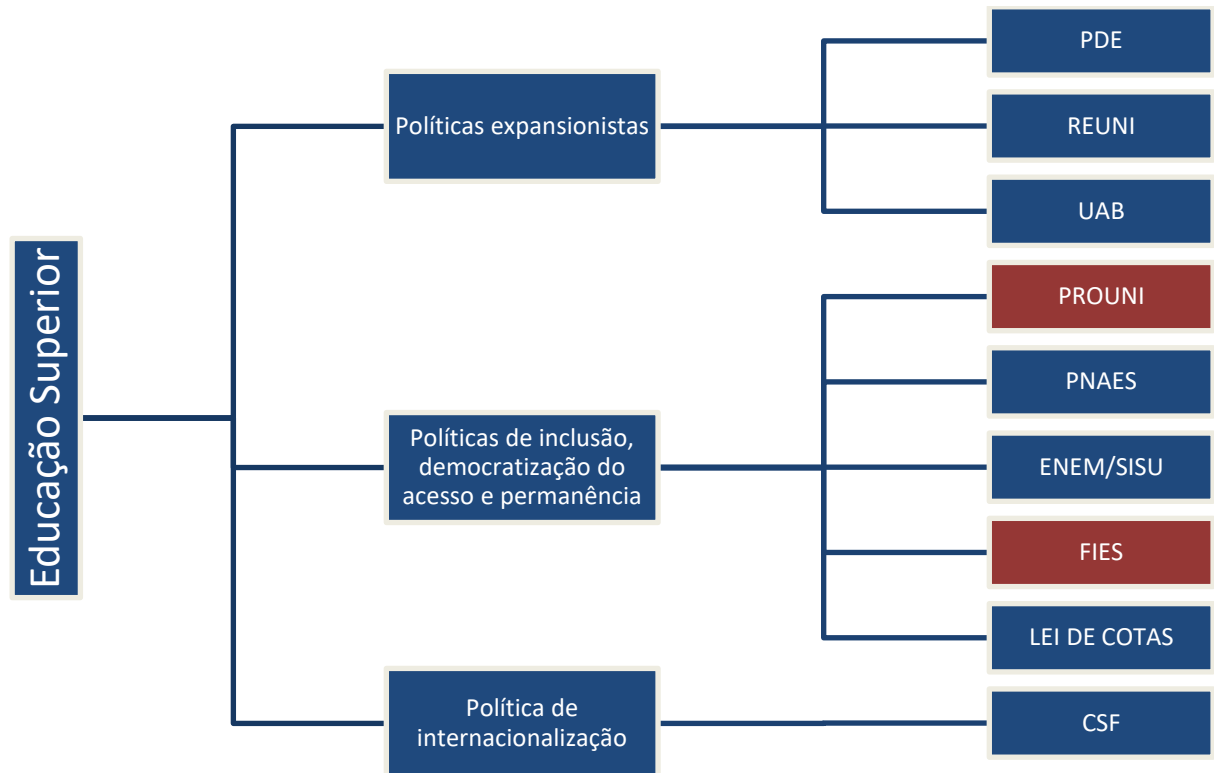 Educação Superior
Políticas expansionistas
PDE
REUNI
UAB
Políticas de inclusão,
democratização do
acesso e permanência
PROUNI
PNAES
ENEM/SISU
FIES
LEI DE COTAS
Política de
internacionalização
CSF